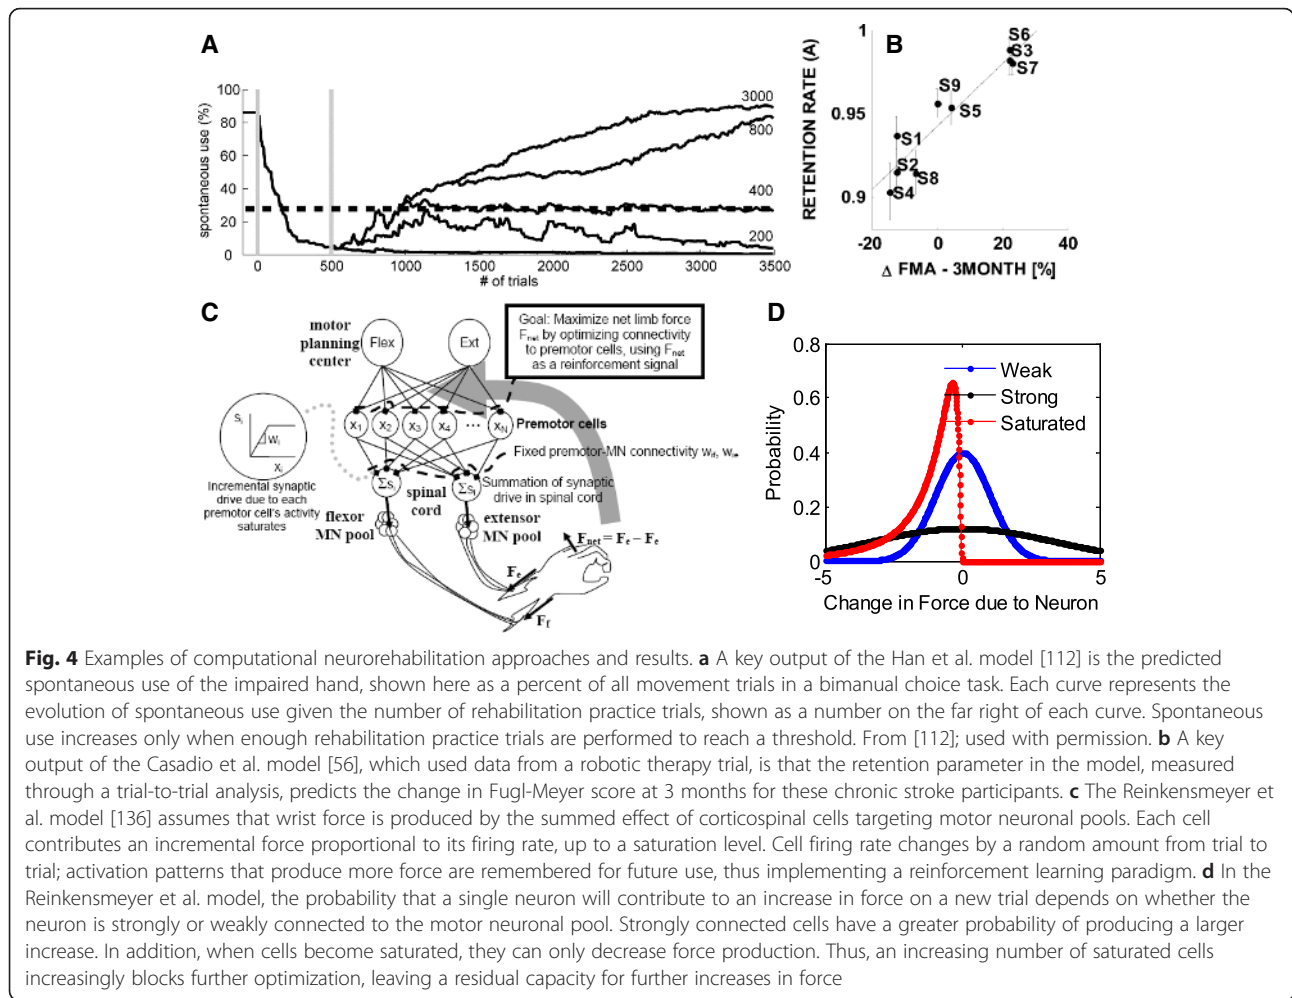 A
spontaneous use (%)
100
80
60
40
20
0
0
500
1000
1500
2000
2500
3000
3500
# of trials
3000
800
400
200
B
RETENTION RATE (A)
1
0.95
0.9
-20
0
20
40
Δ FMA - 3MONTH [%]
S6
S3
S7
S9
S5
S1
S2
S8
S4
C
motor
planning
center
Flex
Ext
Goal: Maximize net limb force
Fnet by optimizing connectivity
to premotor cells, using Fnet
as a reinforcement signal
Si
Wi
Xi
Incremental synaptic
drive due to each
premotor cell's activity
saturates
X1 X2 X3 X4 ... XN
Premotor cells
Fixed premotor-MN connectivity
ΣSi
ΣSi
spinal
cord
Summation of synaptic
drive in spinal cord
flexor
MN pool
extensor
MN pool
Fnet = Fe – Fe
Ff
D
Probability
0.8
0.6
0.4
0.2
0
-5
0
5
Change in Force due to Neuron
Weak
Strong
Saturated
Fig. 4 Examples of computational neurorehabilitation approaches and results. a A key output of the Han et al. model [112] is the predicted
spontaneous use of the impaired hand, shown here as a percent of all movement trials in a bimanual choice task. Each curve represents the
evolution of spontaneous use given the number of rehabilitation practice trials, shown as a number on the far right of each curve. Spontaneous
use increases only when enough rehabilitation practice trials are performed to reach a threshold. From [112]; used with permission. b A key
output of the Casadio et al. model [56], which used data from a robotic therapy trial, is that the retention parameter in the model, measured
through a trial-to-trial analysis, predicts the change in Fugl-Meyer score at 3 months for these chronic stroke participants. c The Reinkensmeyer et
al. model [136] assumes that wrist force is produced by the summed effect of corticospinal cells targeting motor neuronal pools. Each cell
contributes an incremental force proportional to its firing rate, up to a saturation level. Cell firing rate changes by a random amount from trial to
trial; activation patterns that produce more force are remembered for future use, thus implementing a reinforcement learning paradigm. d In the
Reinkensmeyer et al. model, the probability that a single neuron will contribute to an increase in force on a new trial depends on whether the
neuron is strongly or weakly connected to the motor neuronal pool. Strongly connected cells have a greater probability of producing a larger
increase. In addition, when cells become saturated, they can only decrease force production. Thus, an increasing number of saturated cells
increasingly blocks further optimization, leaving a residual capacity for further increases in force